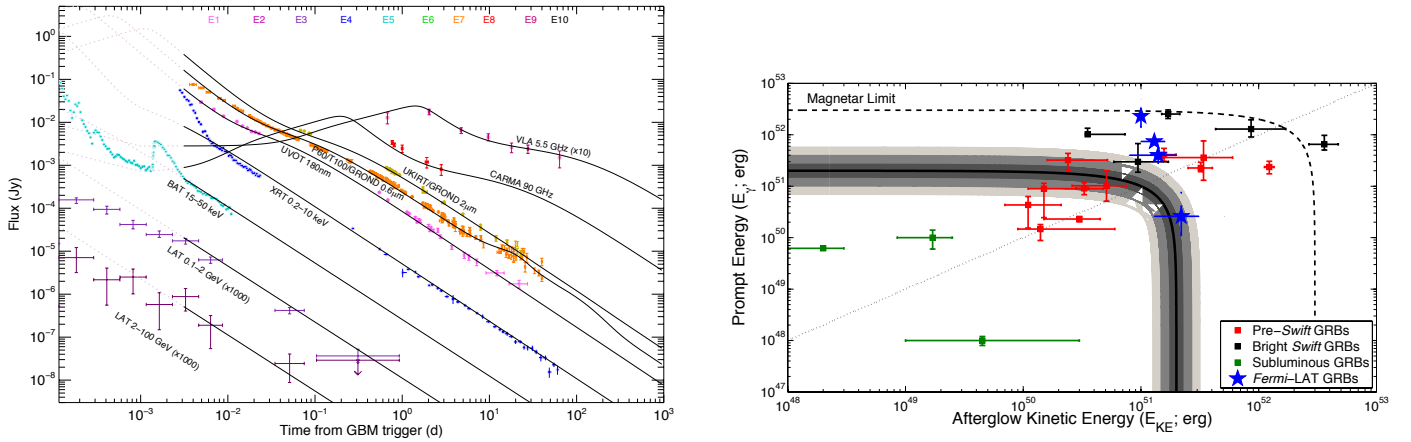 E1 E2 E3 E4 E5 E6 E7 E8 E9 E10
10^0
10^-1
10^-2
10^-3
10^-4
10^-5
10^-6
10^-7
10^-8
Flux (Jy)
VLA 5.5 GHz (x10)
CARMA 90 GHz
UKIRT/GROND 2μm
P60/T100/GROND 0.6μm
UVOT 190nm
XRT 0.2-10 keV
BAT 15-50 keV
LAT 0.1-2 GeV (x1000)
LAT 2-100 GeV (x1000)
10^-3 10^-2 10^-1 10^0 10^1 10^2 10^3
Time from GBM trigger (d)
10^53
10^52
10^51
10^50
10^49
10^48
10^47
Prompt Energy (E_γ; erg)
Magnetar Limit
Pre-Swift GRBs
Bright Swift GRBs
Subluminous GRBs
Fermi-LAT GRBs
10^48 10^49 10^50 10^51 10^52 10^53
Afterglow Kinetic Energy (E_KE; erg)